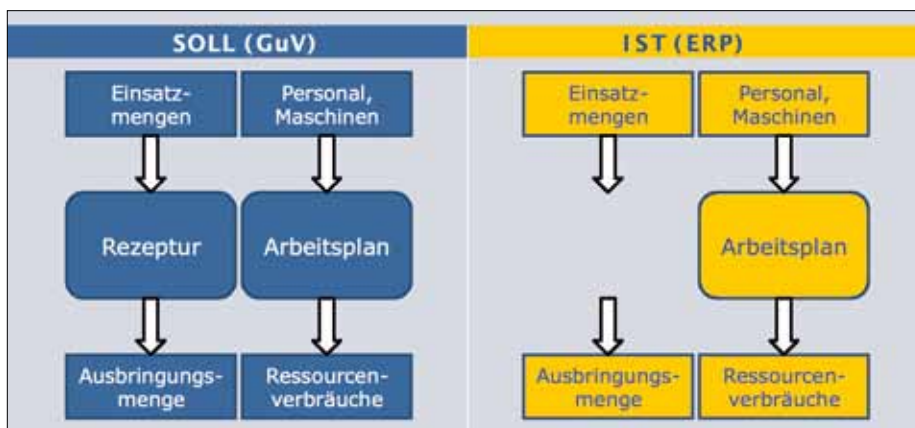 SOLL (GuV)
Einsatz-
mengen
Personal,
Maschinen
Rezeptur
Arbeitsplan
Ausbringungs-
menge
Ressourcen-
verbräuche
IST (ERP)
Einsatz-
mengen
Personal,
Maschinen
Arbeitsplan
Ausbringungs-
menge
Ressourcen-
verbräuche